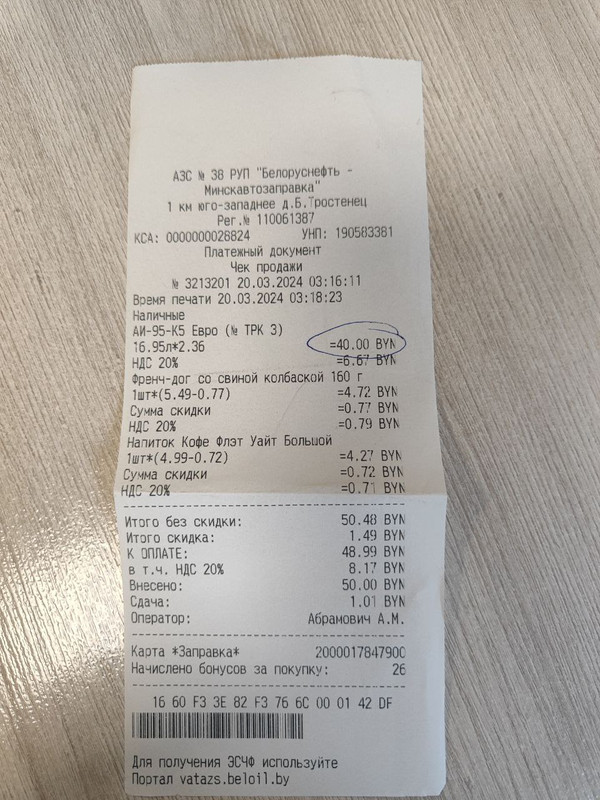 АЗС № 38 РУП "Белоруснефть -
Минскавтозаправка"
1 км юго-западнее д.Б.Тростенец
Рег.№ 110061387
КСА: 0000000028824 УНП: 190583381
Платежный документ
Чек продажи
№ 3213201 20.03.2024 03:16:11
Время печати 20.03.2024 03:18:23
Наличные
АИ-95-К5 Евро (№ ТРК 3)
16.95л*2.36 =40.00 BYN
НДС 20% =6.67 BYN
Френч-дог со свиной колбаской 160 г
1шт*(5.49-0.77) =4.72 BYN
Сумма скидки =0.77 BYN
НДС 20% =0.79 BYN
Напиток Кофе Флэт Уайт Большой
1шт*(4.99-0.72) =4.27 BYN
Сумма скидки =0.72 BYN
НДС 20% =0.71 BYN
Итого без скидки: 50.48 BYN
Итого скидка: 1.49 BYN
К ОПЛАТЕ: 48.99 BYN
в т.ч. НДС 20% 8.17 BYN
Внесено: 50.00 BYN
Сдача: 1.01 BYN
Оператор: Абрамович А.М.
Карта *Заправка* 2000017847900
Начислено бонусов за покупку: 26
16 60 F3 3E 82 F3 76 6C 00 01 42 DF
Для получения ЭСЧФ используйте
Портал vatazs.beloil.by